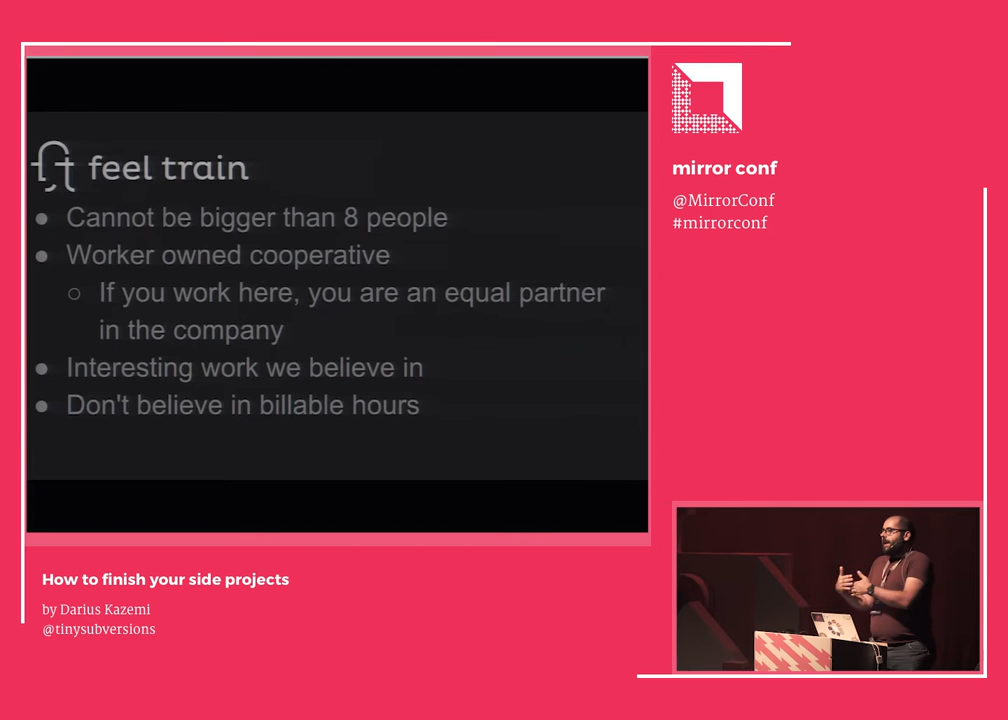 feel train
● Cannot be bigger than 8 people
● Worker owned cooperative
○ If you work here, you are an equal partner
in the company
● Interesting work we believe in
● Don't believe in billable hours
mirror conf
@MirrorConf
#mirrorconf
How to finish your side projects
by Darius Kazemi
@tinysubversions